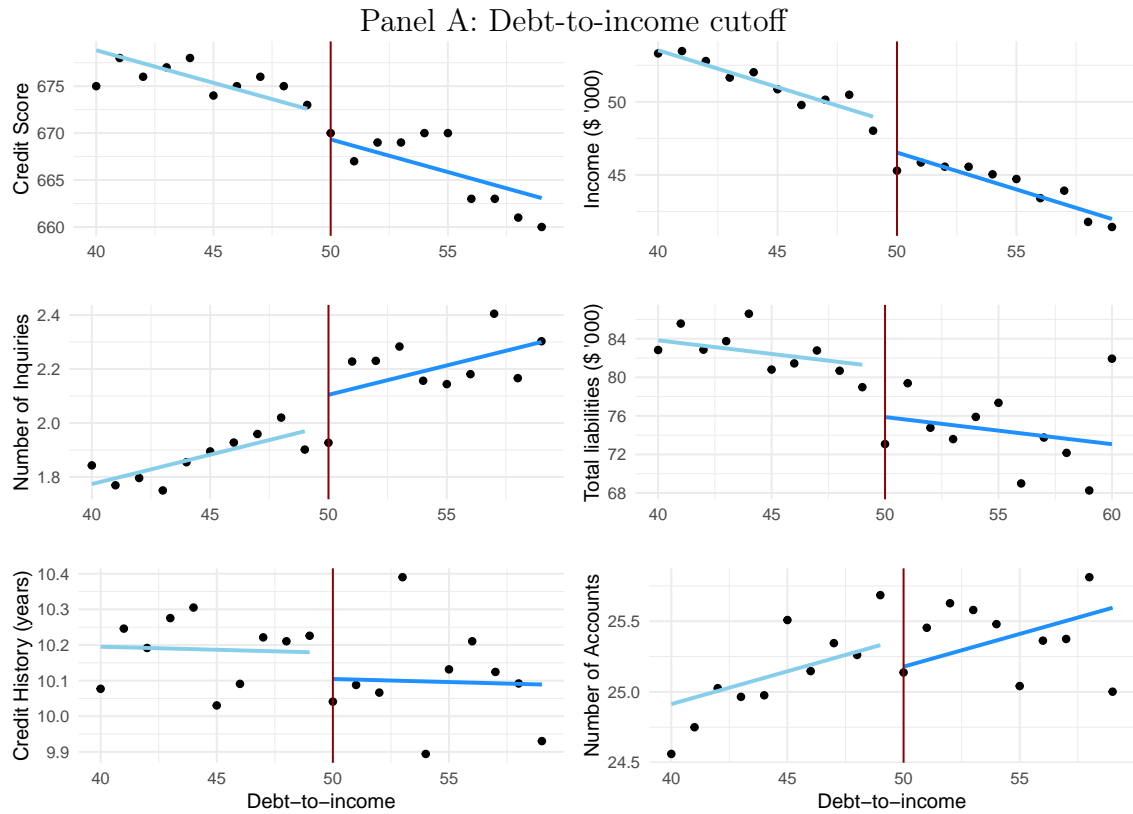 Panel A: Debt-to-income cutoff
Credit Score
675
670
665
660
40 45 50 55
Income ($ '000)
50
45
40 45 50 55
Number of Inquiries
2.4
2.2
2.0
1.8
40 45 50 55
Total liabilities ($ '000)
84
80
76
72
68
40 45 50 55 60
Credit History (years)
10.4
10.3
10.2
10.1
10.0
9.9
40 45 50 55
Debt−to−income
Number of Accounts
25.5
25.0
24.5
40 45 50 55
Debt−to−income